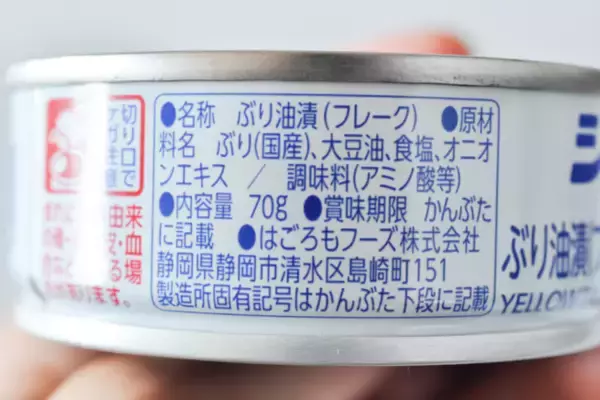 切り口で
●名称 ぶり油漬(フレーク) ●原材
料名 ぶり(国産)、大豆油、食塩、オニオ
ンエキス / 調味料(アミノ酸等)
●内容量 70g ●賞味期限 かんぶた
に記載 ●はごろもフーズ株式会社
静岡県静岡市清水区島崎町151
製造所固有記号はかんぶた下段に記載
ぶり油漬